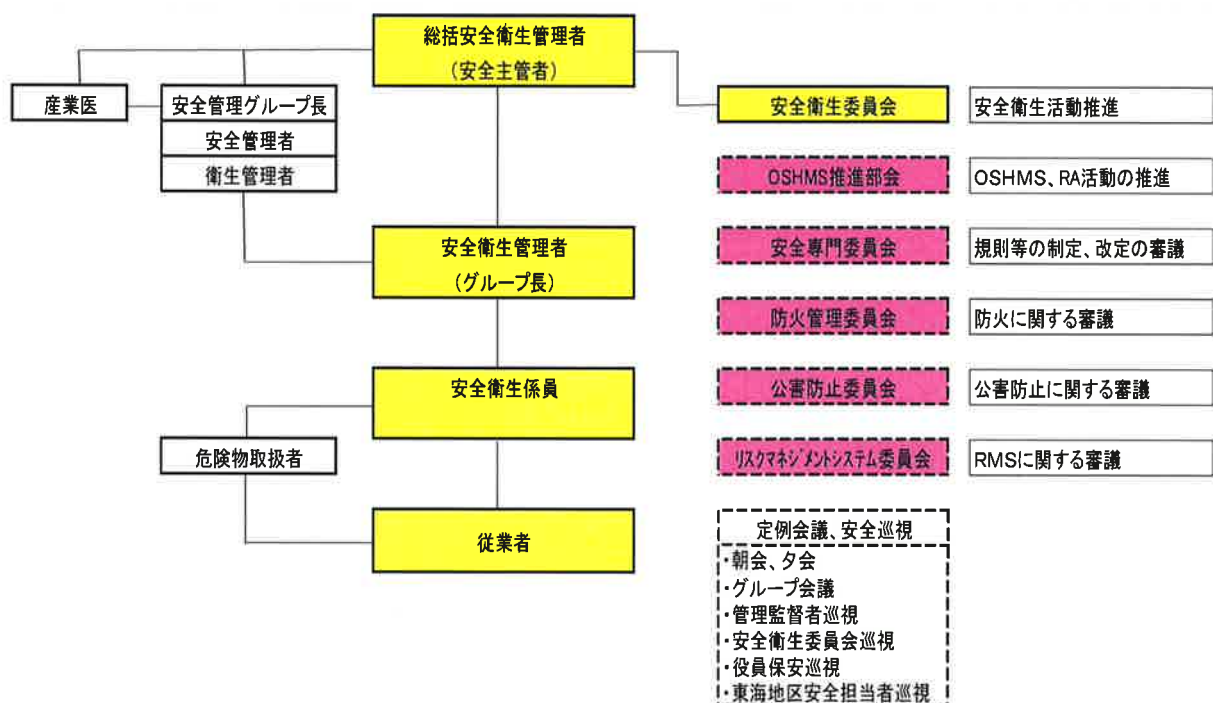 総括安全衛生管理者
（安全主管者）
産業医
安全管理グループ長
安全管理者
衛生管理者
安全衛生管理者
（グループ長）
安全衛生係員
危険物取扱者
従業者
安全衛生委員会
安全衛生活動推進
OSHMS推進部会
OSHMS、RA活動の推進
安全専門委員会
規則等の制定、改定の審議
防火管理委員会
防火に関する審議
公害防止委員会
公害防止に関する審議
ﾘｽｸﾏﾈｼﾞﾒﾝﾄｼｽﾃﾑ委員会
RMSに関する審議
定例会議、安全巡視
・朝会、夕会
・グループ会議
・管理監督者巡視
・安全衛生委員会巡視
・役員保安巡視
・東海地区安全担当者巡視